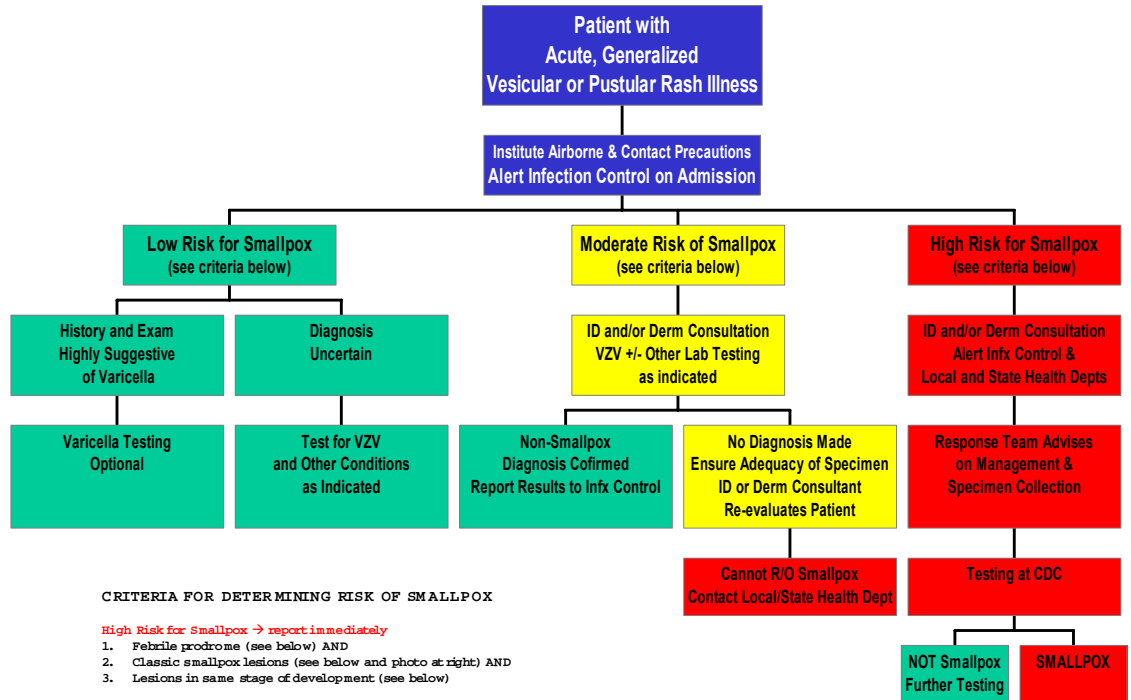 Patient with
Acute, Generalized
Vesicular or Pustular Rash Illness
Institute Airborne & Contact Precautions
Alert Infection Control on Admission
Low Risk for Smallpox
(see criteria below)
Moderate Risk of Smallpox
(see criteria below)
High Risk for Smallpox
(see criteria below)
History and Exam
Highly Suggestive
of Varicella
Diagnosis
Uncertain
ID and/or Derm Consultation
VZV +/- Other Lab Testing
as indicated
ID and/or Derm Consultation
Alert Infx Control &
Local and State Health Depts
Varicella Testing
Optional
Test for VZV
and Other Conditions
as Indicated
Non-Smallpox
Diagnosis Cofirmed
Report Results to Infx Control
No Diagnosis Made
Ensure Adequacy of Specimen
ID or Derm Consultant
Re-evaluates Patient
Response Team Advises
on Management &
Specimen Collection
Cannot R/O Smallpox
Contact Local/State Health Dept
Testing at CDC
NOT Smallpox
Further Testing
SMALLPOX
CRITERIA FOR DETERMINING RISK OF SMALLPOX
High Risk for Smallpox → report immediately
1. Febrile prodrome (see below) AND
2. Classic smallpox lesions (see below and photo at right) AND
3. Lesions in same stage of development (see below)